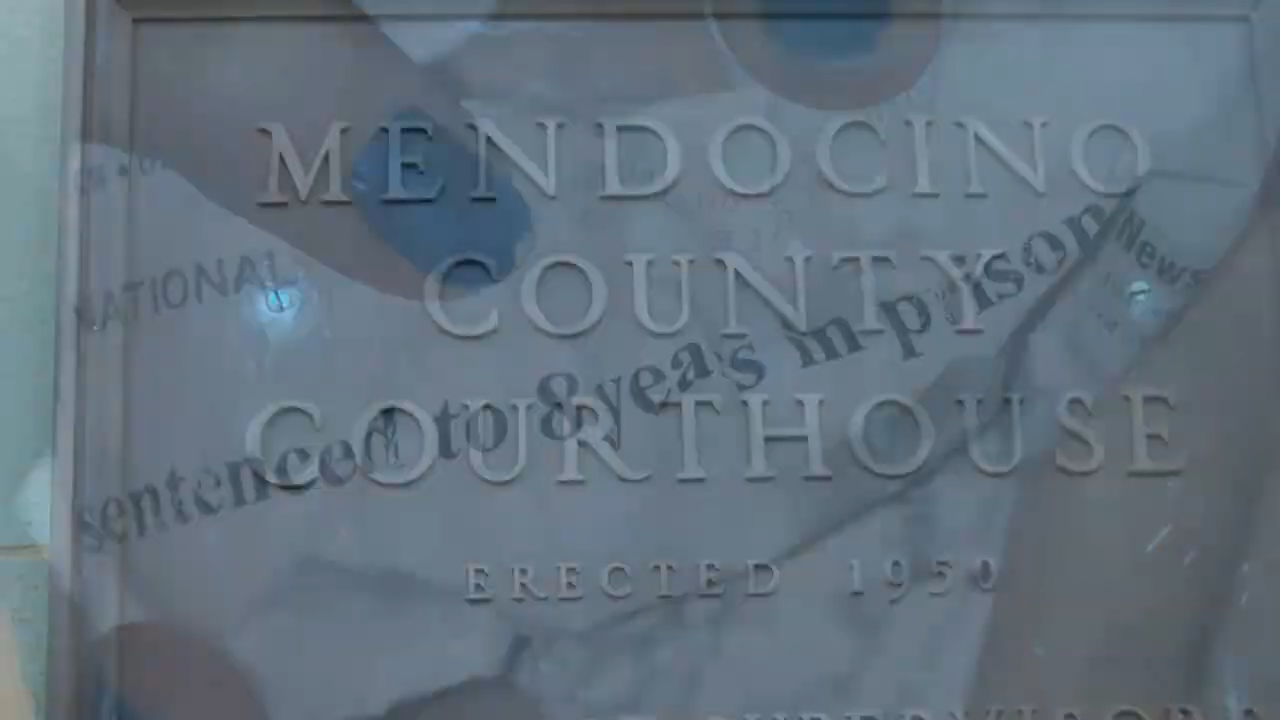 MENDOCINO
COUNTY
COURTHOUSE
ERECTED 1950
NATIONAL
News
sentenced to 8 years in prison